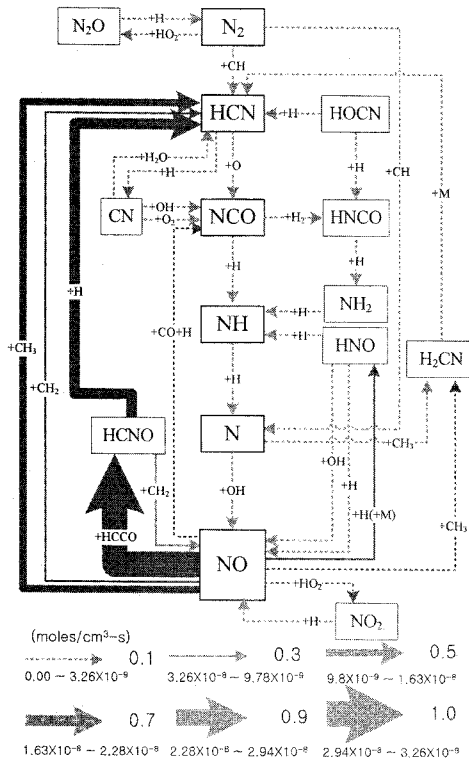 N₂O
+H
+HO₂
N₂
+CH
HCN
+H
HOCN
+H₂O
+H
+O
+H
+CH
+M
CN
+OH
+O₂
NCO
+H₂
HNCO
+H
+H
+H
NH₂
+CO+H
NH
+H
+H
HNO
H₂CN
+CH₃
+CH₂
+H
HCNO
N
+CH₃
+CH₂
+OH
+OH
+H
+HCCO
+H(+M)
+CH₃
NO
+HO₂
+H
NO₂
(moles/cm³-s)
0.1
0.3
0.5
0.00 ~ 3.26X10⁻⁹
3.26X10⁻⁹ ~ 9.78X10⁻⁹
9.8X10⁻⁹ ~ 1.63X10⁻⁸
0.7
0.9
1.0
1.63X10⁻⁸ ~ 2.28X10⁻⁸
2.28X10⁻⁸ ~ 2.94X10⁻⁸
2.94X10⁻⁸ ~ 3.26X10⁻⁸